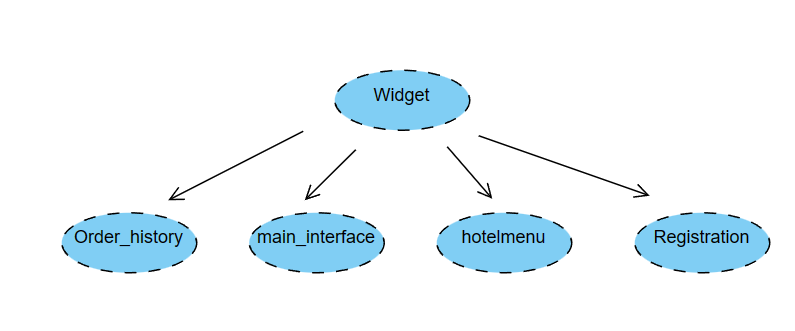 Widget
Order_history
main_interface
hotelmenu
Registration